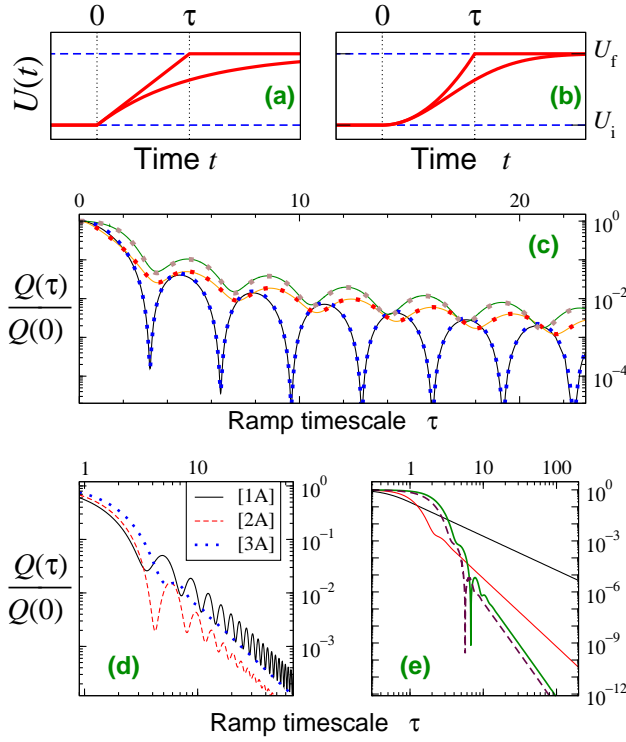 0 τ 0 τ
U(t)
U_f
(a) (b)
U_i
Time t Time t
0 10 20
10^0
(c)
Q(τ)
Q(0)
10^-2
10^-4
Ramp timescale τ
1 10 1 10 100
10^0 10^0
[1A]
[2A]
[3A]
10^-1
10^-3
Q(τ)
Q(0)
10^-2
10^-6
10^-3
10^-9
(d) (e)
10^-12
Ramp timescale τ